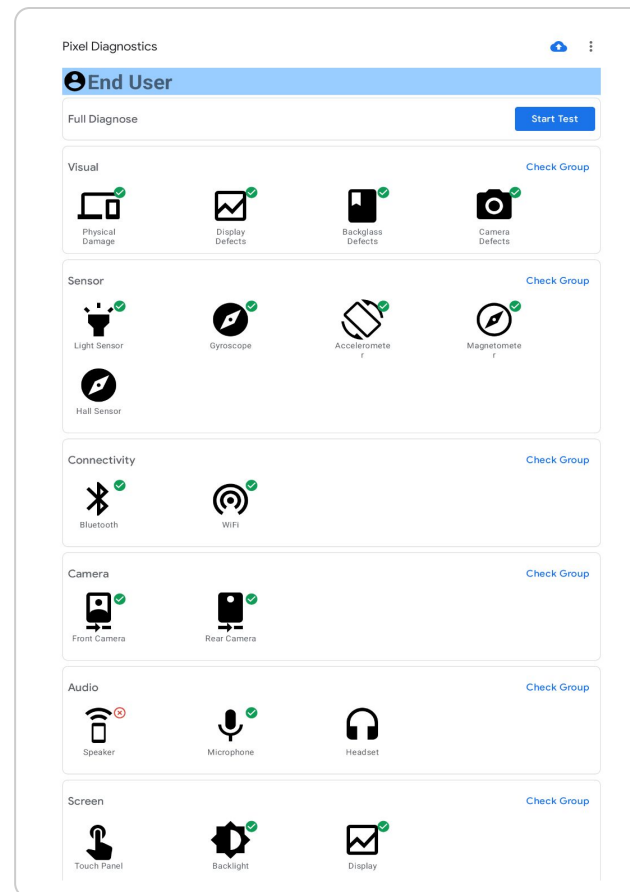 Pixel Diagnostics
End User
Full Diagnose
Start Test
Visual
Check Group
Physical
Damage
Display
Defects
Backglass
Defects
Camera
Defects
Sensor
Check Group
Light Sensor
Gyroscope
Acceleromete
r
Magnetomete
r
Hall Sensor
Connectivity
Check Group
Bluetooth
WiFi
Camera
Check Group
Front Camera
Rear Camera
Audio
Check Group
Speaker
Microphone
Headset
Screen
Check Group
Touch Panel
Backlight
Display